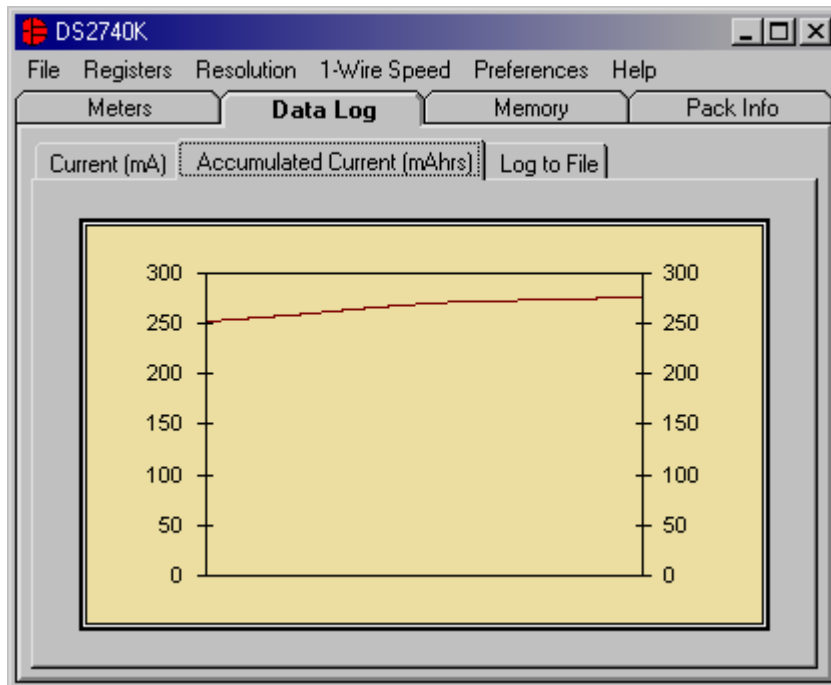 DS2740K
File Registers Resolution 1-Wire Speed Preferences Help
Meters Data Log Memory Pack Info
Current (mA) Accumulated Current (mAhrs) Log to File
300 300
250 250
200 200
150 150
100 100
50 50
0 0